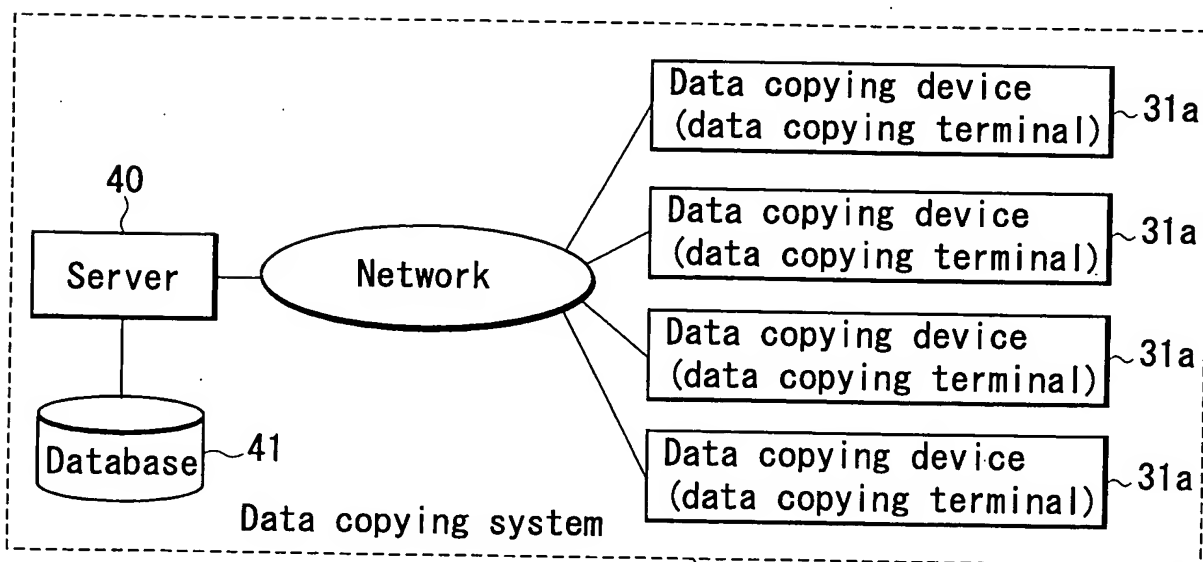 Data copying device
(data copying terminal)
31a
40
Data copying device
(data copying terminal)
31a
Server
Network
Data copying device
(data copying terminal)
31a
Database
41
Data copying device
(data copying terminal)
31a
Data copying system